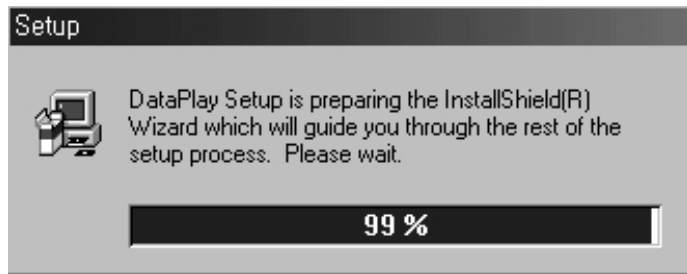 Setup
DataPlay Setup is preparing the InstallShield(R)
Wizard which will guide you through the rest of the
setup process.  Please wait.
99 %